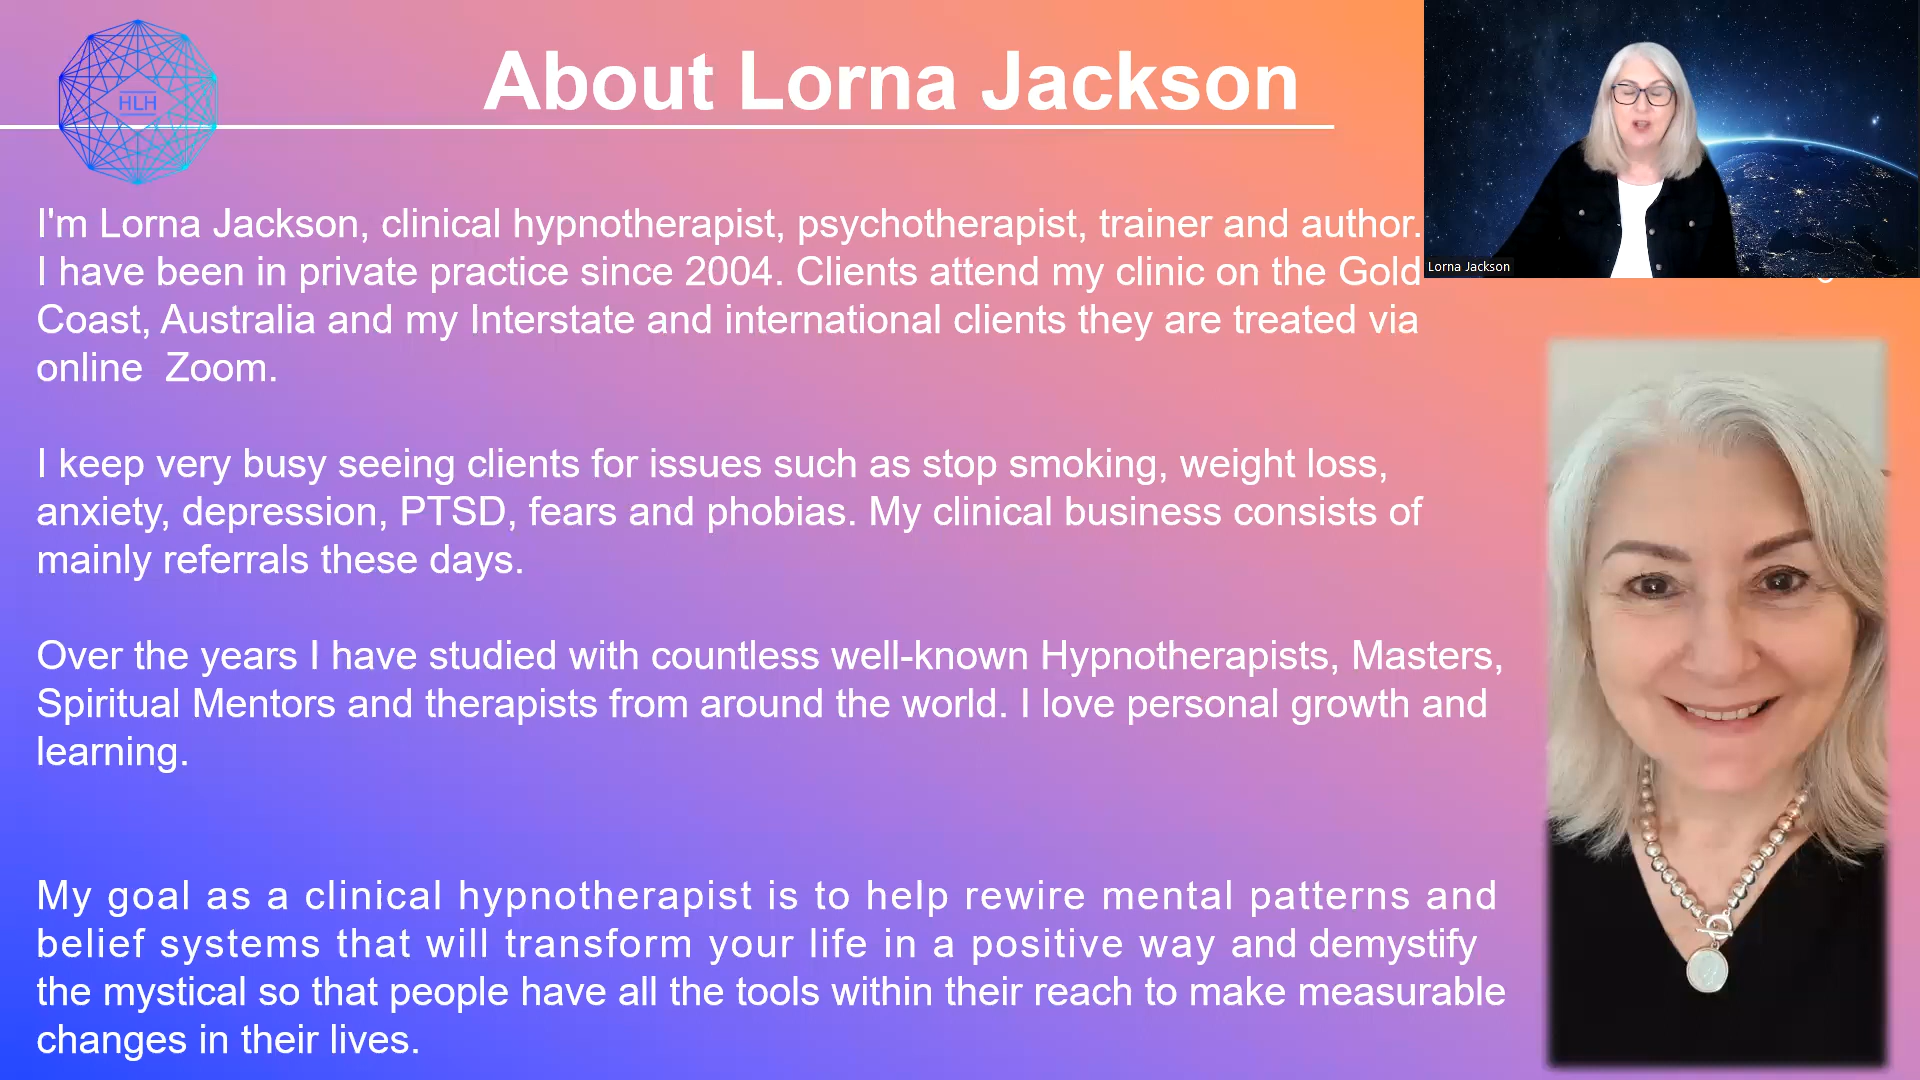 HLH
About Lorna Jackson
I'm Lorna Jackson, clinical hypnotherapist, psychotherapist, trainer and author.
I have been in private practice since 2004. Clients attend my clinic on the Gold
Coast, Australia and my Interstate and international clients they are treated via
online  Zoom.
I keep very busy seeing clients for issues such as stop smoking, weight loss,
anxiety, depression, PTSD, fears and phobias. My clinical business consists of
mainly referrals these days.
Over the years I have studied with countless well-known Hypnotherapists, Masters,
Spiritual Mentors and therapists from around the world. I love personal growth and
learning.
My goal as a clinical hypnotherapist is to help rewire mental patterns and
belief systems that will transform your life in a positive way and demystify
the mystical so that people have all the tools within their reach to make measurable
changes in their lives.
Lorna Jackson